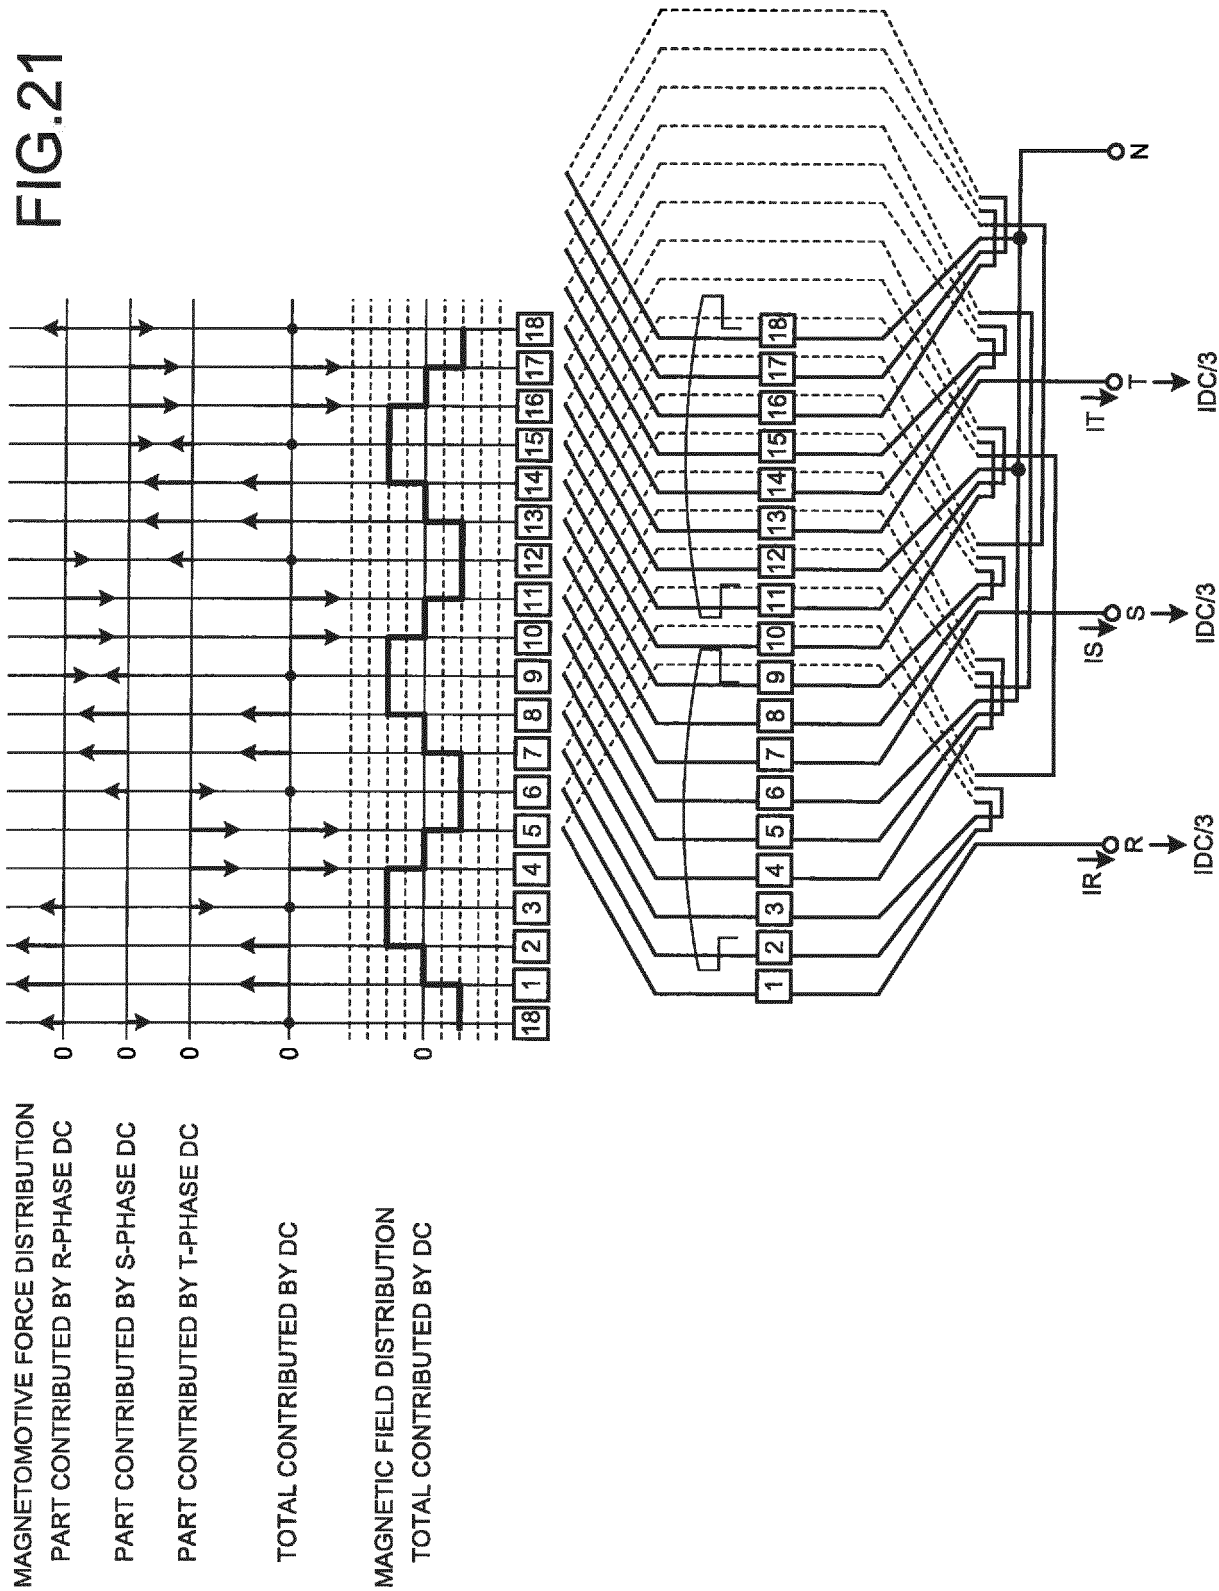 FIG.21
MAGNETOMOTIVE FORCE DISTRIBUTION
PART CONTRIBUTED BY R-PHASE DC
0
PART CONTRIBUTED BY S-PHASE DC
0
PART CONTRIBUTED BY T-PHASE DC
0
TOTAL CONTRIBUTED BY DC
0
MAGNETIC FIELD DISTRIBUTION
TOTAL CONTRIBUTED BY DC
0
18 1 2 3 4 5 6 7 8 9 10 11 12 13 14 15 16 17 18
1 2 3 4 5 6 7 8 9 10 11 12 13 14 15 16 17 18
IR
R
IDC/3
IS
S
IDC/3
IT
T
IDC/3
N